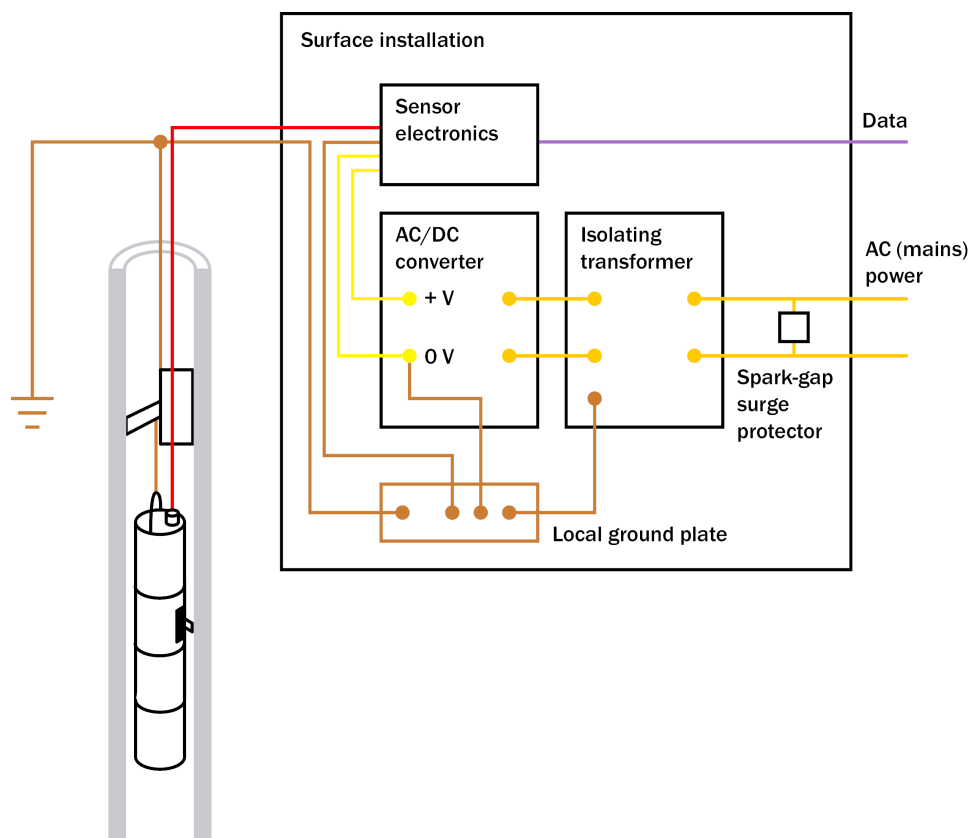 Surface installation
Sensor
electronics
Data
AC/DC
converter
Isolating
transformer
AC (mains)
power
+ V
0 V
Spark-gap
surge
protector
Local ground plate